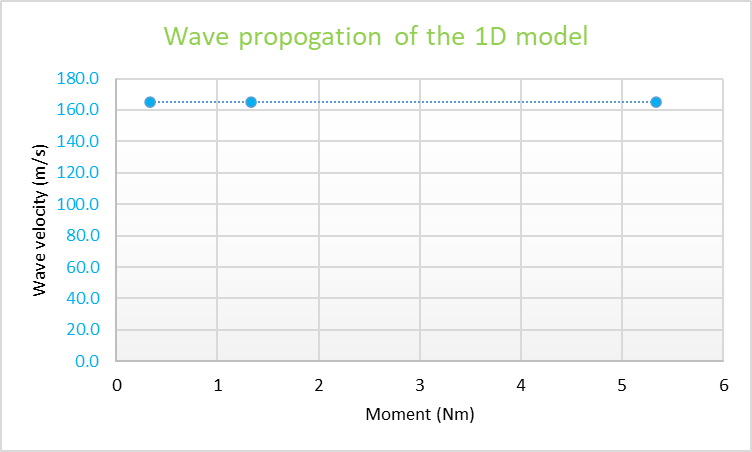 Wave propogation of the 1D model
180.0
160.0
140.0
120.0
100.0
80.0
60.0
40.0
20.0
0.0
Wave velocity (m/s)
0 1 2 3 4 5 6
Moment (Nm)